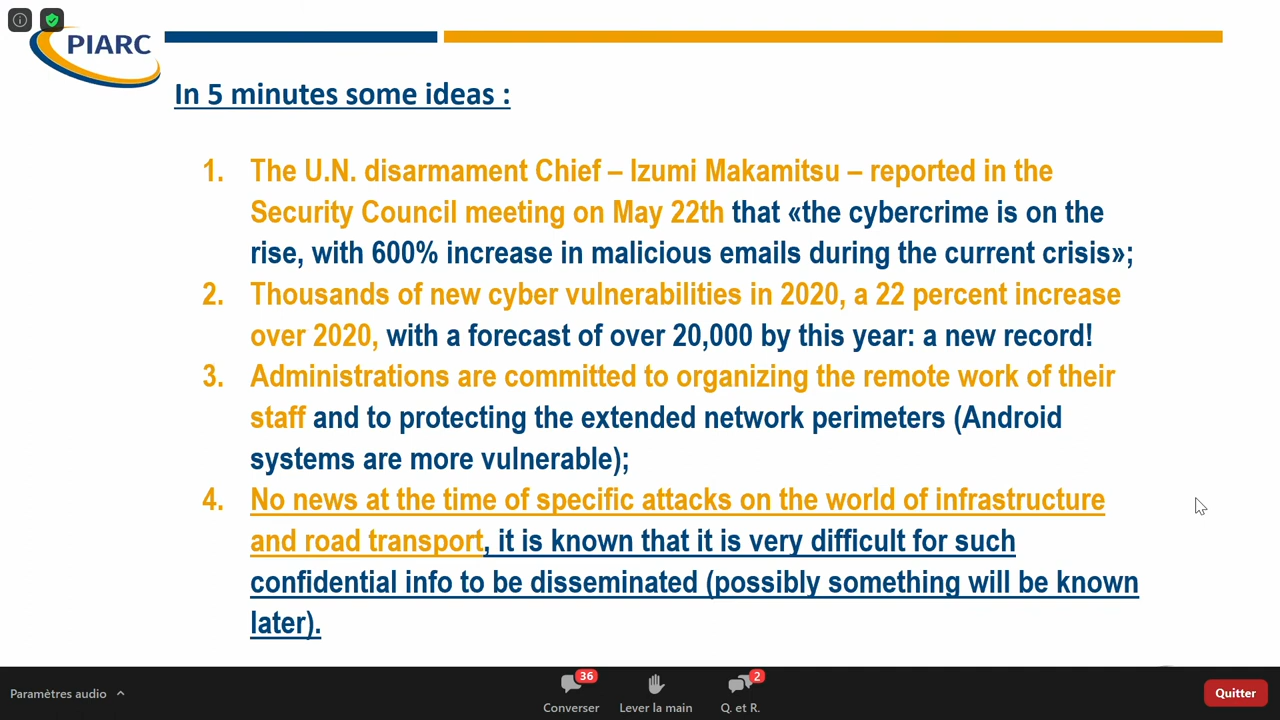 PIARC
In 5 minutes some ideas :
1. The U.N. disarmament Chief – Izumi Makamitsu – reported in the
Security Council meeting on May 22th that «the cybercrime is on the
rise, with 600% increase in malicious emails during the current crisis»;
2. Thousands of new cyber vulnerabilities in 2020, a 22 percent increase
over 2020, with a forecast of over 20,000 by this year: a new record!
3. Administrations are committed to organizing the remote work of their
staff and to protecting the extended network perimeters (Android
systems are more vulnerable);
4. No news at the time of specific attacks on the world of infrastructure
and road transport, it is known that it is very difficult for such
confidential info to be disseminated (possibly something will be known
later).
Paramètres audio
36
Converser
Lever la main
2
Q. et R.
Quitter